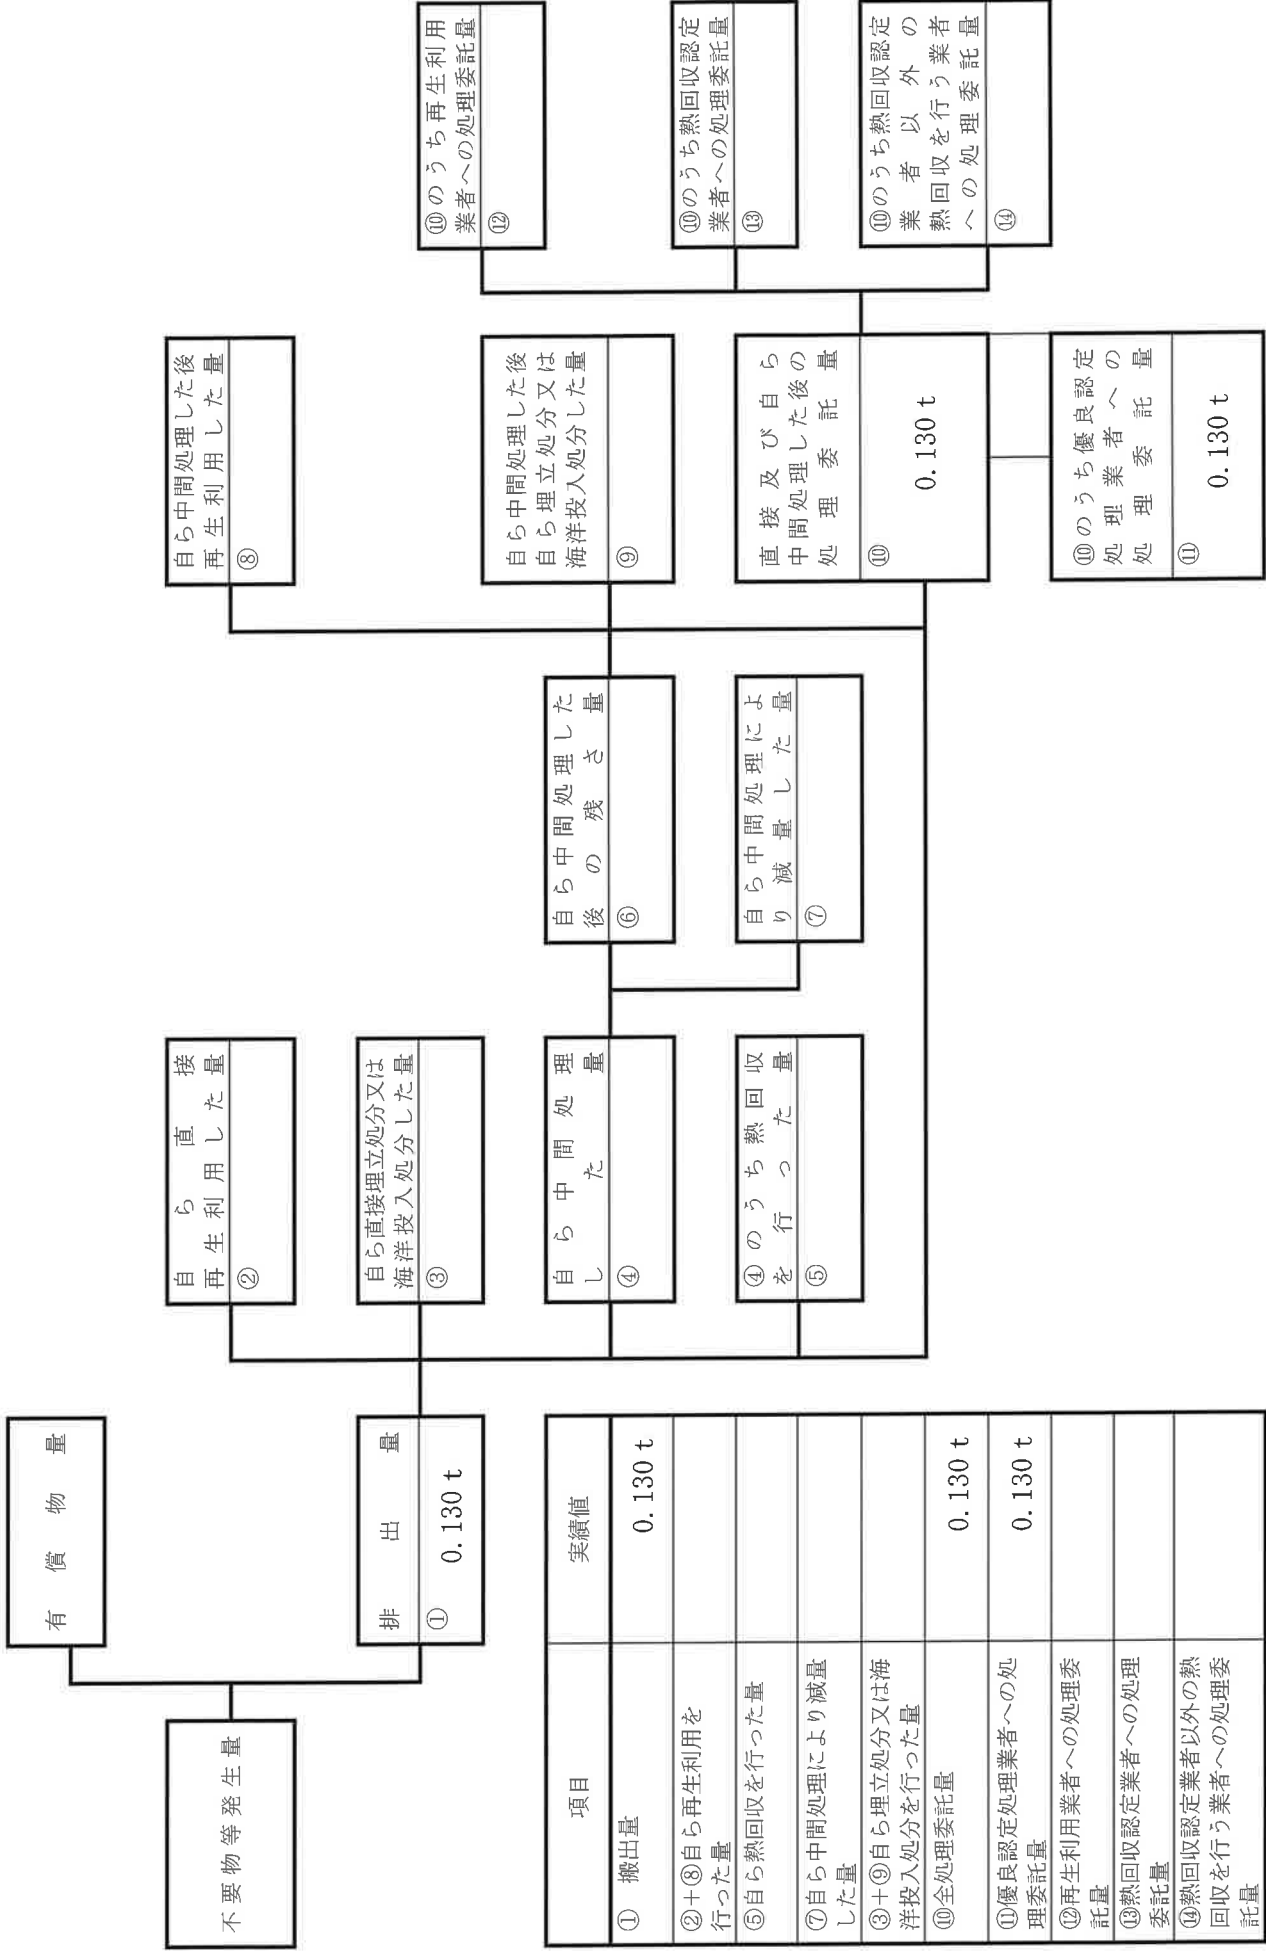 不要物等発生量
有償物量
排出量
① 0.130 t
自ら直接
再生利用した量
②
自ら直接埋立処分又は
海洋投入処分した量
③
自ら中間処理
した量
④
④のうち熱回収
を行った量
⑤
自ら中間処理した
後の残さ量
⑥
自ら中間処理によ
り減量した量
⑦
自ら中間処理した後
再生利用した量
⑧
自ら中間処理した後
自ら埋立処分又は
海洋投入処分した量
⑨
直接及び自ら
中間処理した後の
処理委託量
⑩ 0.130 t
⑩のうち優良認定
処理業者への
処理委託量
⑪ 0.130 t
⑩のうち再生利用
業者への処理委託量
⑫
⑩のうち熱回収認定
業者への処理委託量
⑬
⑩のうち熱回収認定
業者以外の
熱回収を行う業者
への処理委託量
⑭
項目 実績値
① 搬出量 0.130 t
②+⑧自ら再生利用を
行った量
⑤自ら熱回収を行った量
⑦自ら中間処理により減量
した量
③+⑨自ら埋立処分又は海
洋投入処分を行った量
⑩全処理委託量 0.130 t
⑪優良認定処理業者への処
理委託量 0.130 t
⑫再生利用業者への処理委
託量
⑬熱回収認定業者への処理
委託量
⑭熱回収認定業者以外の熱
回収を行う業者への処理委
託量